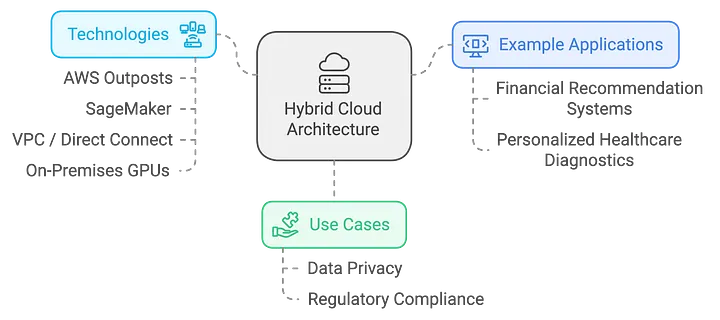 Technologies
AWS Outposts
SageMaker
VPC / Direct Connect
On-Premises GPUs
Hybrid Cloud
Architecture
Example Applications
Financial Recommendation
Systems
Personalized Healthcare
Diagnostics
Use Cases
Data Privacy
Regulatory Compliance